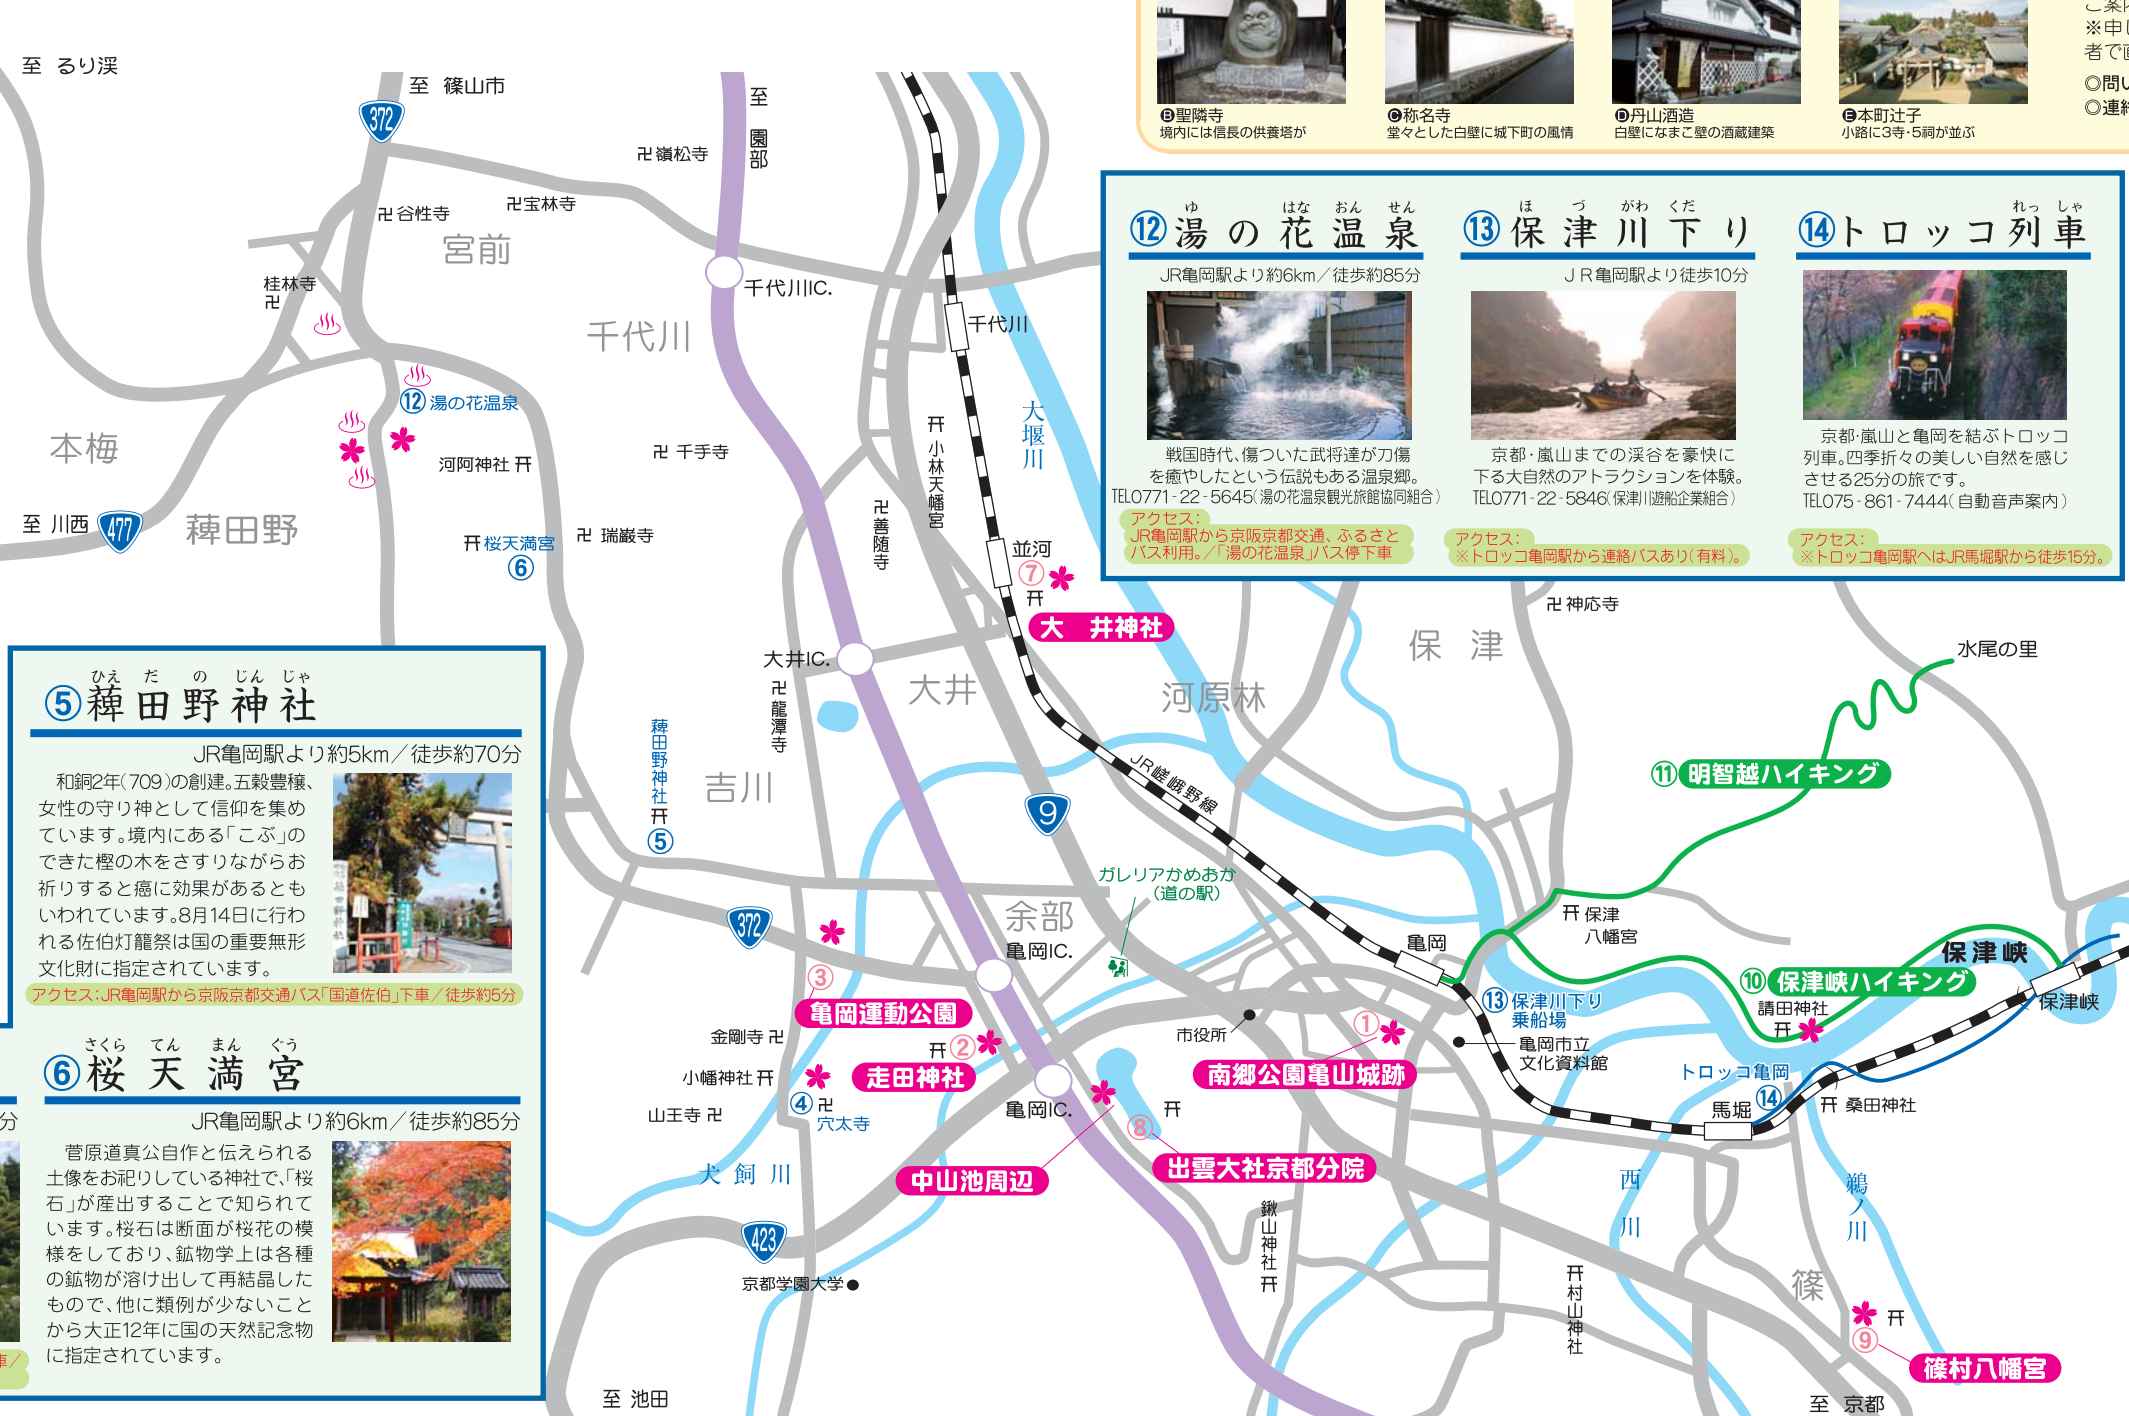 Ⓑ聖隣寺
境内には信長の供養塔が
Ⓒ称名寺
堂々とした白壁に城下町の風情
Ⓓ丹山酒造
白壁になまこ壁の酒蔵建築
Ⓔ本町辻子
小路に3寺・5祠が並ぶ
ご案内
※申し
者で直
◎問い
◎連絡
至 るり渓
至 篠山市
372
至 園部
卍嶺松寺
卍谷性寺
卍宝林寺
宮前
桂林寺
卍
千代川IC.
千代川
千代川
⑫湯の花温泉
本梅
河阿神社
卍 千手寺
小林天幡宮
大堰川
至 川西
477
薭田野
桜天満宮
⑥
卍 瑞巌寺
卍善随寺
並河
⑦
大 井神社
⑫湯の花温泉
ゆ はな おん せん
JR亀岡駅より約6km／徒歩約85分
戦国時代、傷ついた武将達が刀傷
を癒やしたという伝説もある温泉郷。
TEL0771-22-5645(湯の花温泉観光旅館協同組合)
アクセス:
JR亀岡駅から京阪京都交通、ふるさと
バス利用。／「湯の花温泉」バス停下車
⑬保津川下り
ほ づ がわ くだ
JR亀岡駅より徒歩10分
京都・嵐山までの渓谷を豪快に
下る大自然のアトラクションを体験。
TEL0771-22-5846(保津川遊船企業組合)
アクセス:
※トロッコ亀岡駅から連絡バスあり(有料)。
⑭トロッコ列車
れっ しゃ
京都・嵐山と亀岡を結ぶトロッコ
列車。四季折々の美しい自然を感じ
させる25分の旅です。
TEL075-861-7444(自動音声案内)
アクセス:
※トロッコ亀岡駅へはJR馬堀駅から徒歩15分。
卍神応寺
保 津
水尾の里
大井IC.
大井
河原林
卍龍潭寺
薭田野神社
⑤
吉川
9
JR嵯峨野線
⑪明智越ハイキング
⑤薭田野神社
ひえ だ の じん じゃ
JR亀岡駅より約5km／徒歩約70分
和銅2年(709)の創建。五穀豊穣、
女性の守り神として信仰を集め
ています。境内にある「こぶ」の
できた樫の木をさすりながらお
祈りすると癌に効果があるとも
いわれています。8月14日に行わ
れる佐伯灯籠祭は国の重要無形
文化財に指定されています。
アクセス:JR亀岡駅から京阪京都交通バス「国道佐伯」下車／徒歩約5分
⑥桜天満宮
さくら てん まん ぐう
JR亀岡駅より約6km／徒歩約85分
菅原道真公自作と伝えられる
土像をお祀りしている神社で、「桜
石」が産出することで知られて
います。桜石は断面が桜花の模
様をしており、鉱物学上は各種
の鉱物が溶け出して再結晶した
もので、他に類例が少ないこと
から大正12年に国の天然記念物
に指定されています。
分
車／
ガレリアかめおか
(道の駅)
余部
372
亀岡IC.
③
亀岡運動公園
亀岡
保津
八幡宮
保津峡
⑩保津峡ハイキング
請田神社
保津峡
⑬保津川下り
乗船場
金剛寺 卍
②
走田神社
市役所
①
南郷公園亀山城跡
亀岡市立
文化資料館
小幡神社
④卍
穴太寺
山王寺 卍
亀岡IC.
トロッコ亀岡
⑭
馬堀
桑田神社
⑧
出雲大社京都分院
中山池周辺
犬飼川
423
京都学園大学
鍬山神社
西川
鵜ノ川
村山神社
篠
⑨
篠村八幡宮
至 池田
至 京都